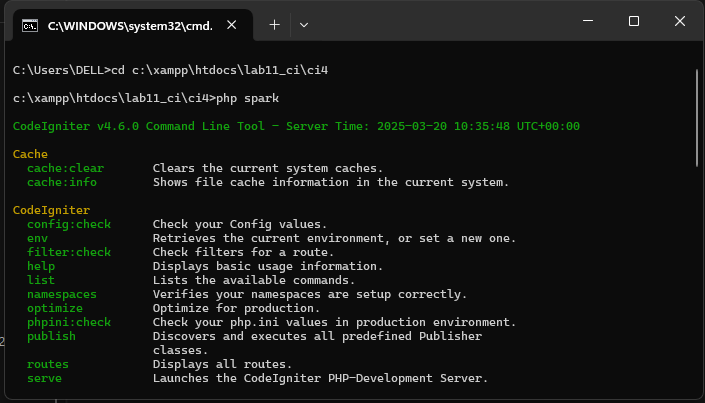 C:\WINDOWS\system32\cmd.
C:\Users\DELL>cd c:\xampp\htdocs\lab11_ci\ci4
c:\xampp\htdocs\lab11_ci\ci4>php spark
CodeIgniter v4.6.0 Command Line Tool - Server Time: 2025-03-20 10:35:48 UTC+00:00
Cache
cache:clear Clears the current system caches.
cache:info Shows file cache information in the current system.
CodeIgniter
config:check Check your Config values.
env Retrieves the current environment, or set a new one.
filter:check Check filters for a route.
help Displays basic usage information.
list Lists the available commands.
namespaces Verifies your namespaces are setup correctly.
optimize Optimize for production.
phpini:check Check your php.ini values in production environment.
publish Discovers and executes all predefined Publisher
classes.
routes Displays all routes.
serve Launches the CodeIgniter PHP-Development Server.